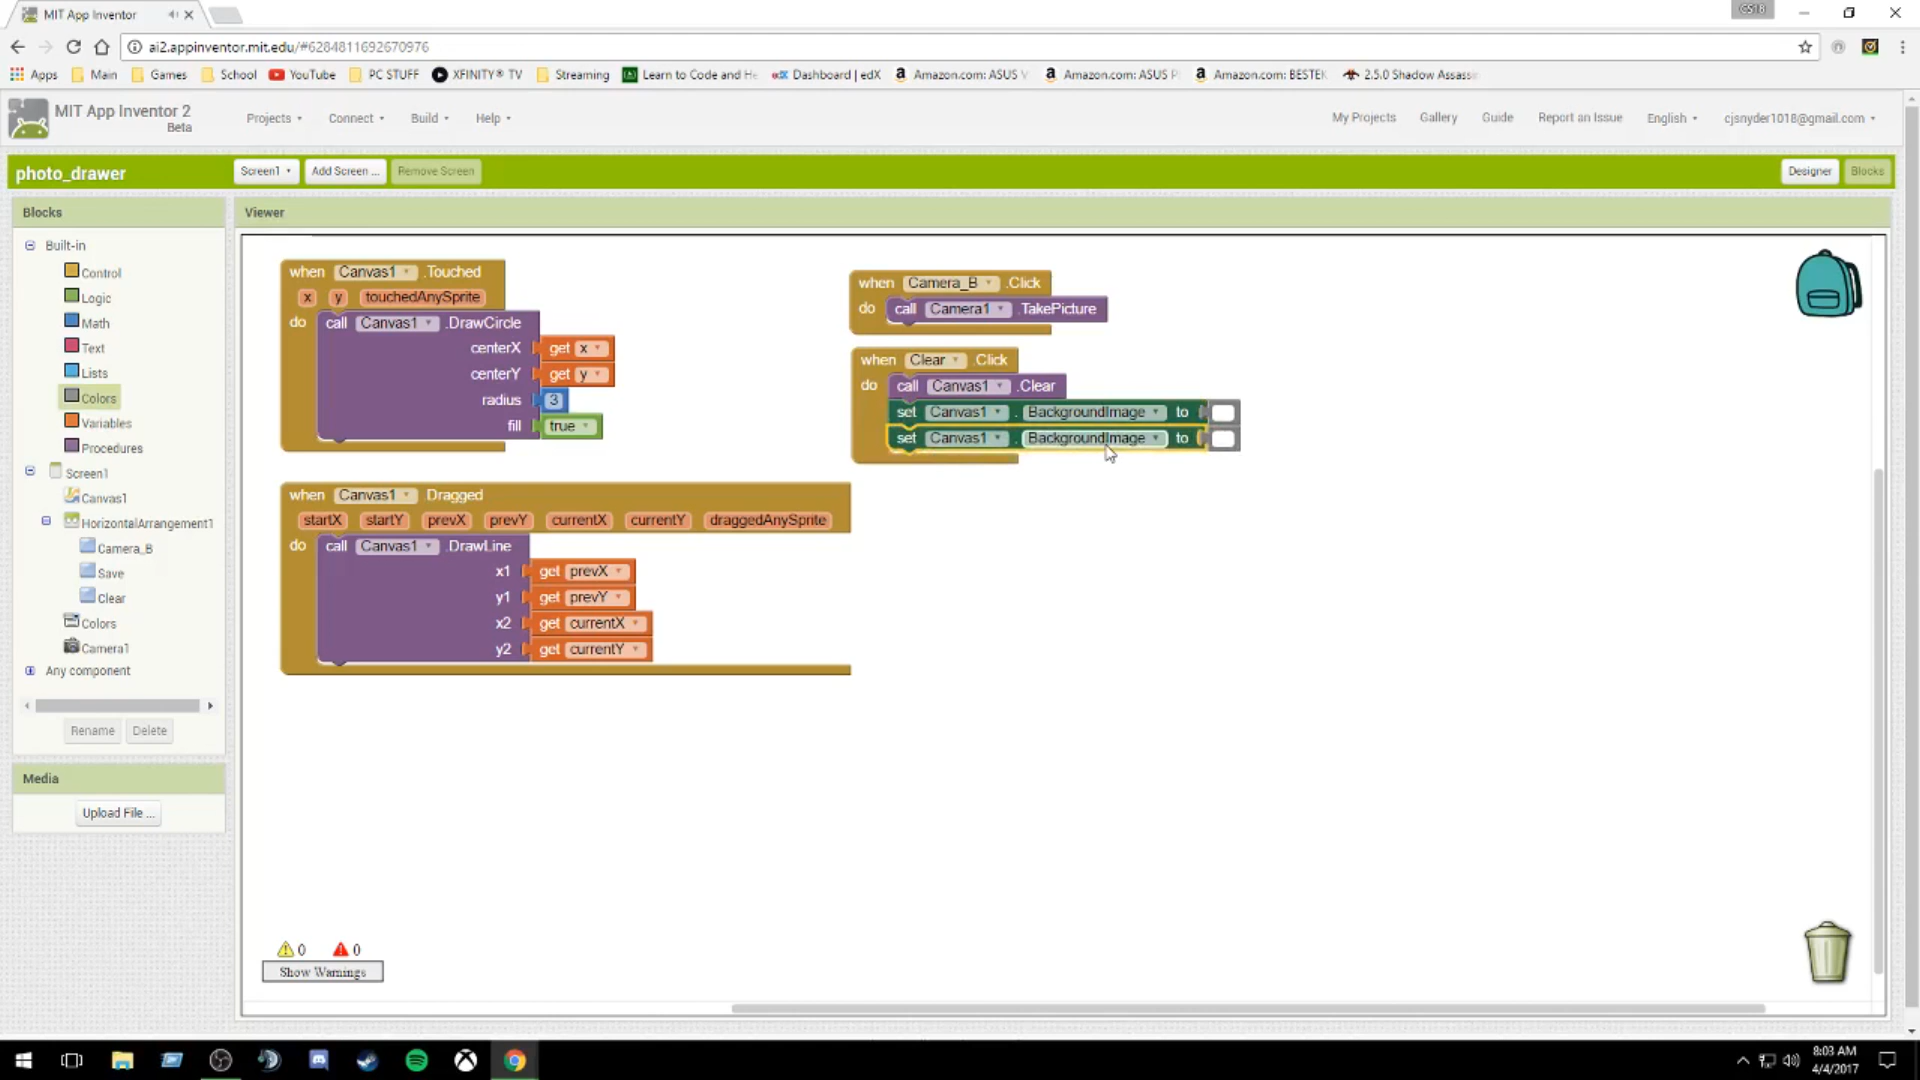 MIT App Inventor
CS18
ai2.appinventor.mit.edu/#6284811692670976
Apps Main Games School YouTube PC STUFF XFINITY® TV Streaming Learn to Code and He Dashboard | edX Amazon.com: ASUS V Amazon.com: ASUS P Amazon.com: BESTEK 2.5.0 Shadow Assassi
MIT App Inventor 2
Beta
Projects Connect Build Help My Projects Gallery Guide Report an Issue English cjsnyder1018@gmail.com
photo_drawer Screen1 Add Screen ... Remove Screen Designer Blocks
Blocks
Built-in
Control
Logic
Math
Text
Lists
Colors
Variables
Procedures
Screen1
Canvas1
HorizontalArrangement1
Camera_B
Save
Clear
Colors
Camera1
Any component
Rename Delete
Media
Upload File ...
Viewer
when Canvas1 .Touched
x y touchedAnySprite
do call Canvas1 .DrawCircle
centerX get x
centerY get y
radius 3
fill true
when Canvas1 .Dragged
startX startY prevX prevY currentX currentY draggedAnySprite
do call Canvas1 .DrawLine
x1 get prevX
y1 get prevY
x2 get currentX
y2 get currentY
when Camera_B .Click
do call Camera1 .TakePicture
when Clear .Click
do call Canvas1 .Clear
set Canvas1 . BackgroundImage to
set Canvas1 . BackgroundImage to
0 0
Show Warnings
8:03 AM
4/4/2017